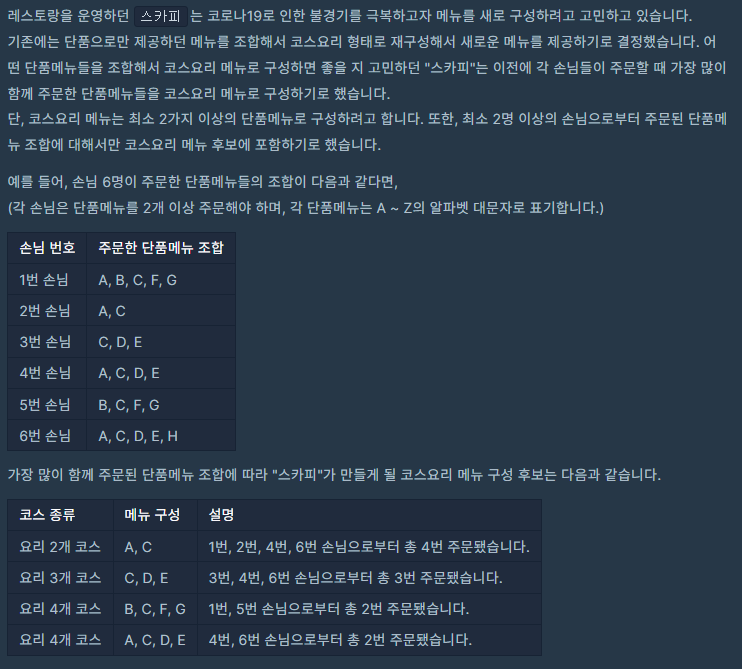 레스토랑을 운영하던 스카피 는 코로나19로 인한 불경기를 극복하고자 메뉴를 새로 구성하려고 고민하고 있습니다.
기존에는 단품으로만 제공하던 메뉴를 조합해서 코스요리 형태로 재구성해서 새로운 메뉴를 제공하기로 결정했습니다. 어
떤 단품메뉴들을 조합해서 코스요리 메뉴로 구성하면 좋을 지 고민하던 "스카피"는 이전에 각 손님들이 주문할 때 가장 많이
함께 주문한 단품메뉴들을 코스요리 메뉴로 구성하기로 했습니다.
단, 코스요리 메뉴는 최소 2가지 이상의 단품메뉴로 구성하려고 합니다. 또한, 최소 2명 이상의 손님으로부터 주문된 단품메
뉴 조합에 대해서만 코스요리 메뉴 후보에 포함하기로 했습니다.
예를 들어, 손님 6명이 주문한 단품메뉴들의 조합이 다음과 같다면,
(각 손님은 단품메뉴를 2개 이상 주문해야 하며, 각 단품메뉴는 A ~ Z의 알파벳 대문자로 표기합니다.)
손님 번호 주문한 단품메뉴 조합
1번 손님 A, B, C, F, G
2번 손님 A, C
3번 손님 C, D, E
4번 손님 A, C, D, E
5번 손님 B, C, F, G
6번 손님 A, C, D, E, H
가장 많이 함께 주문된 단품메뉴 조합에 따라 "스카피"가 만들게 될 코스요리 메뉴 구성 후보는 다음과 같습니다.
코스 종류 메뉴 구성 설명
요리 2개 코스 A, C 1번, 2번, 4번, 6번 손님으로부터 총 4번 주문됐습니다.
요리 3개 코스 C, D, E 3번, 4번, 6번 손님으로부터 총 3번 주문됐습니다.
요리 4개 코스 B, C, F, G 1번, 5번 손님으로부터 총 2번 주문됐습니다.
요리 4개 코스 A, C, D, E 4번, 6번 손님으로부터 총 2번 주문됐습니다.